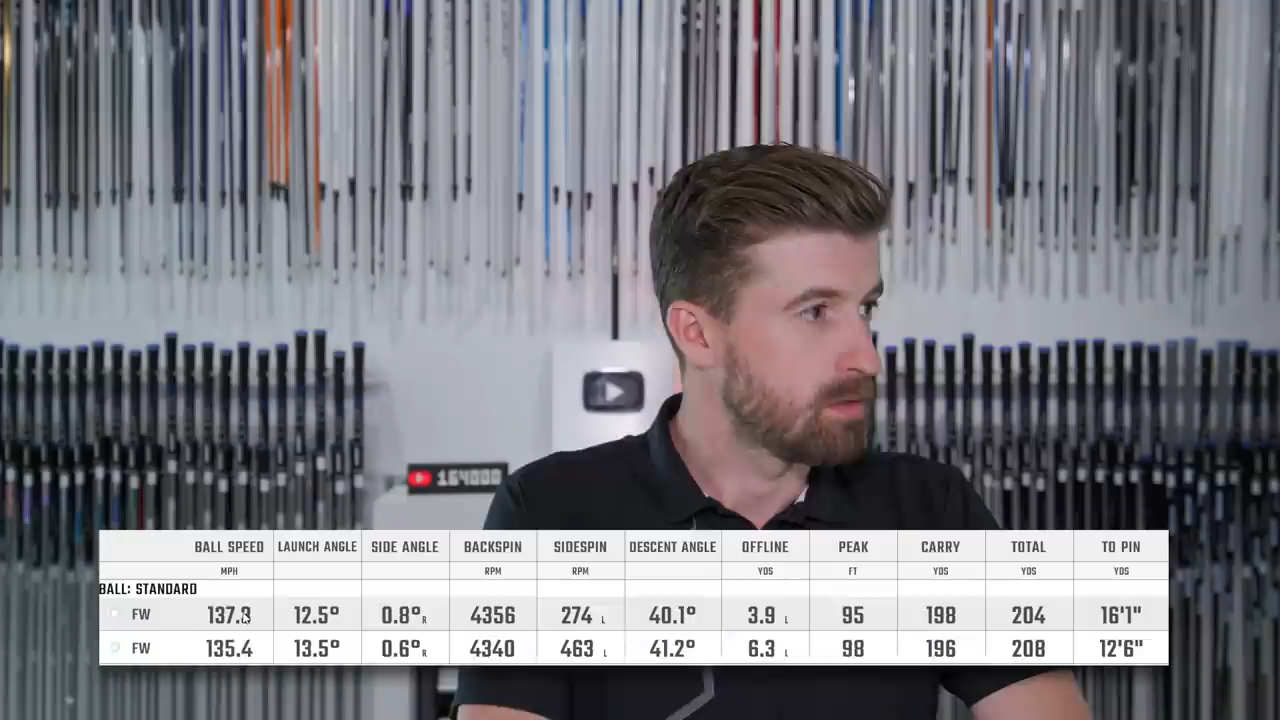 164000
BALL SPEED LAUNCH ANGLE SIDE ANGLE BACKSPIN SIDESPIN DESCENT ANGLE OFFLINE PEAK CARRY TOTAL TO PIN
MPH RPM RPM YDS FT YDS YDS YDS
BALL: STANDARD
FW 137.3 12.5° 0.8° R 4356 274 L 40.1° 3.9 L 95 198 204 16'1"
FW 135.4 13.5° 0.6° R 4340 463 L 41.2° 6.3 L 98 196 208 12'6"